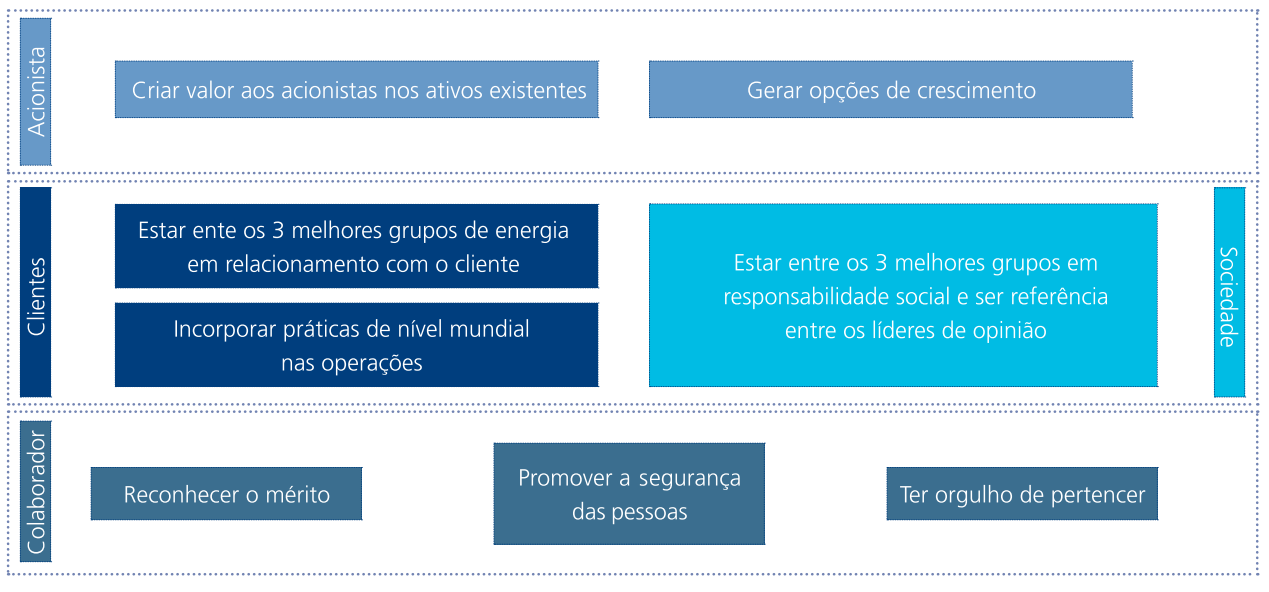 Acionista
Criar valor aos acionistas nos ativos existentes
Gerar opções de crescimento
Clientes
Estar ente os 3 melhores grupos de energia
em relacionamento com o cliente
Incorporar práticas de nível mundial
nas operações
Estar entre os 3 melhores grupos em
responsabilidade social e ser referência
entre os líderes de opinião
Sociedade
Colaborador
Reconhecer o mérito
Promover a segurança
das pessoas
Ter orgulho de pertencer